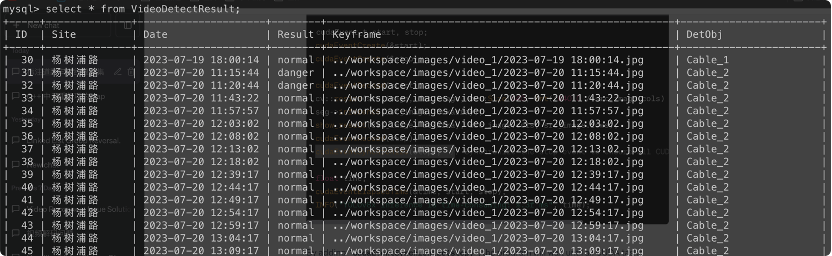 mysql> select * from VideoDetectResult;
| ID | Site | Date | Result | Keyframe | DetObj |
| 30 | 杨树浦路 | 2023-07-19 18:00:14 | normal | ../workspace/images/video_1/2023-07-19 18:00:14.jpg | Cable_1 |
| 31 | 杨树浦路 | 2023-07-20 11:15:44 | danger | ../workspace/images/video_1/2023-07-20 11:15:44.jpg | Cable_2 |
| 32 | 杨树浦路 | 2023-07-20 11:20:44 | danger | ../workspace/images/video_1/2023-07-20 11:20:44.jpg | Cable_2 |
| 33 | 杨树浦路 | 2023-07-20 11:43:22 | normal | ../workspace/images/video_1/2023-07-20 11:43:22.jpg | Cable_2 |
| 34 | 杨树浦路 | 2023-07-20 11:57:57 | normal | ../workspace/images/video_1/2023-07-20 11:57:57.jpg | Cable_2 |
| 35 | 杨树浦路 | 2023-07-20 12:03:02 | normal | ../workspace/images/video_1/2023-07-20 12:03:02.jpg | Cable_2 |
| 36 | 杨树浦路 | 2023-07-20 12:08:02 | normal | ../workspace/images/video_1/2023-07-20 12:08:02.jpg | Cable_2 |
| 37 | 杨树浦路 | 2023-07-20 12:13:02 | normal | ../workspace/images/video_1/2023-07-20 12:13:02.jpg | Cable_2 |
| 38 | 杨树浦路 | 2023-07-20 12:18:02 | normal | ../workspace/images/video_1/2023-07-20 12:18:02.jpg | Cable_2 |
| 39 | 杨树浦路 | 2023-07-20 12:39:17 | normal | ../workspace/images/video_1/2023-07-20 12:39:17.jpg | Cable_2 |
| 40 | 杨树浦路 | 2023-07-20 12:44:17 | normal | ../workspace/images/video_1/2023-07-20 12:44:17.jpg | Cable_2 |
| 41 | 杨树浦路 | 2023-07-20 12:49:17 | normal | ../workspace/images/video_1/2023-07-20 12:49:17.jpg | Cable_2 |
| 42 | 杨树浦路 | 2023-07-20 12:54:17 | normal | ../workspace/images/video_1/2023-07-20 12:54:17.jpg | Cable_2 |
| 43 | 杨树浦路 | 2023-07-20 12:59:17 | normal | ../workspace/images/video_1/2023-07-20 12:59:17.jpg | Cable_2 |
| 44 | 杨树浦路 | 2023-07-20 13:04:17 | normal | ../workspace/images/video_1/2023-07-20 13:04:17.jpg | Cable_2 |
| 45 | 杨树浦路 | 2023-07-20 13:09:17 | normal | ../workspace/images/video_1/2023-07-20 13:09:17.jpg | Cable_2 |